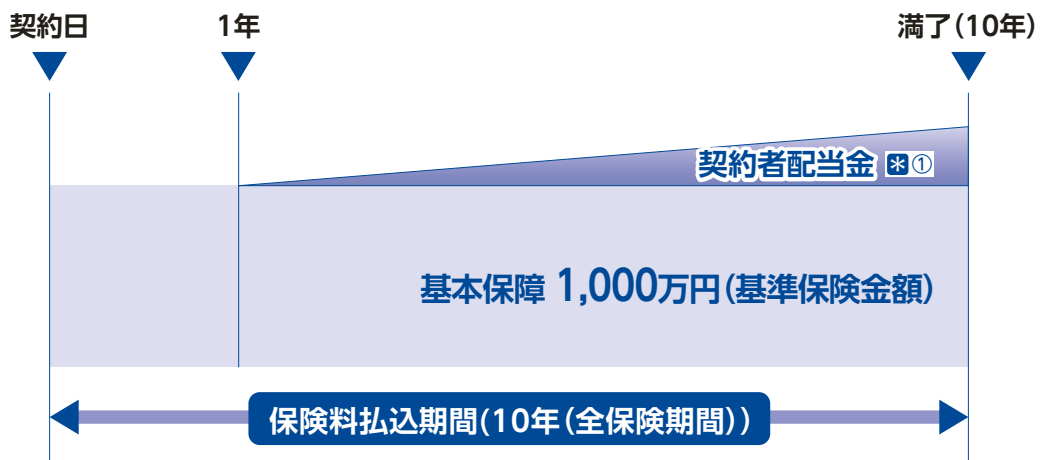 契約日
1年
満了(10年)
契約者配当金 *①
基本保障 1,000万円(基準保険金額)
保険料払込期間(10年(全保険期間))